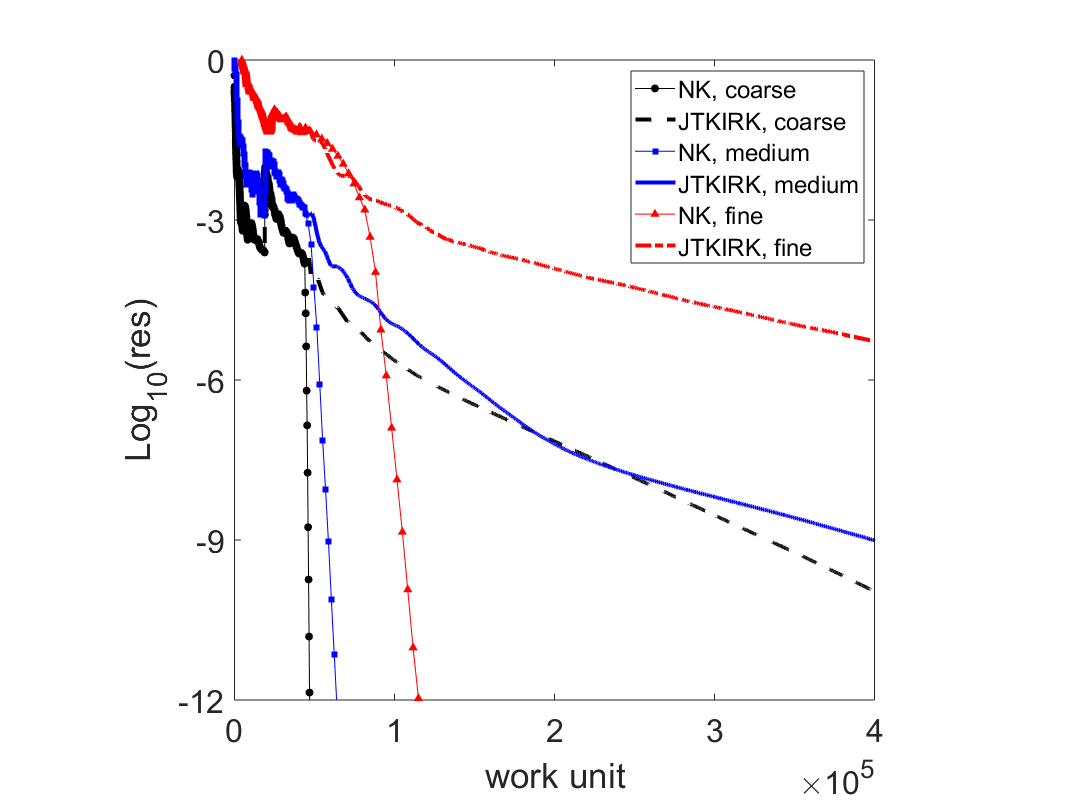 0
-3
-6
-9
-12
Log10(res)
NK, coarse
JTKIRK, coarse
NK, medium
JTKIRK, medium
NK, fine
JTKIRK, fine
0 1 2 3 4
work unit
×10^5